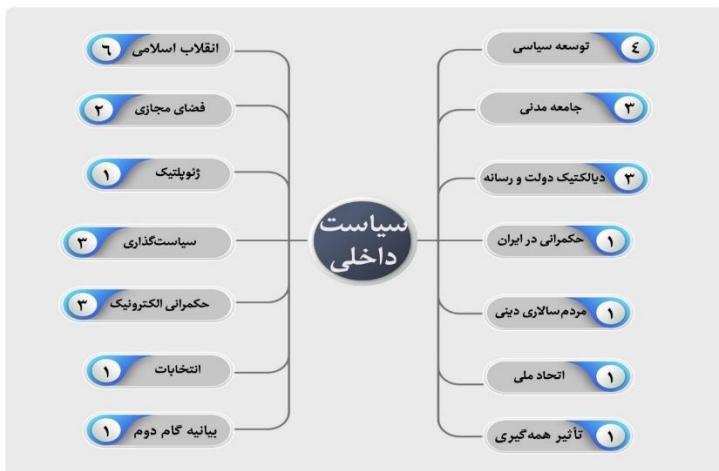 سیاست
داخلی
توسعه سیاسی ٤
جامعه مدنی ٣
دیالکتیک دولت و رسانه ٣
حکمرانی در ایران ١
مردم‌سالاری دینی ١
اتحاد ملی ١
تأثیر همه‌گیری ١
انقلاب اسلامی ٦
فضای مجازی ٢
ژئوپلتیک ١
سیاست‌گذاری ٣
حکمرانی الکترونیک ٣
انتخابات ١
بیانیه گام دوم ١